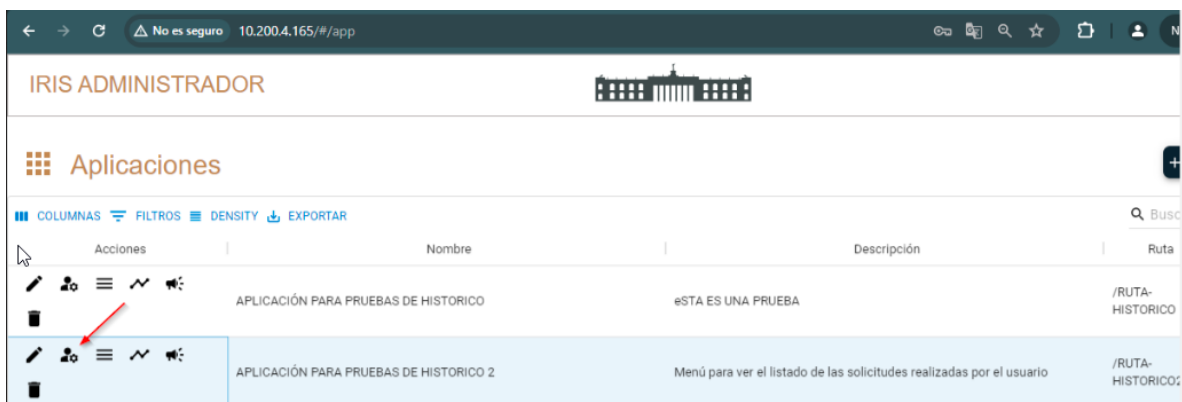 No es seguro 10.200.4.165/#/app N
IRIS ADMINISTRADOR
Aplicaciones
COLUMNAS FILTROS DENSITY EXPORTAR Busc
Acciones Nombre Descripción Ruta
APLICACIÓN PARA PRUEBAS DE HISTORICO eSTA ES UNA PRUEBA /RUTA-
HISTORICO
APLICACIÓN PARA PRUEBAS DE HISTORICO 2 Menú para ver el listado de las solicitudes realizadas por el usuario /RUTA-
HISTORICO2